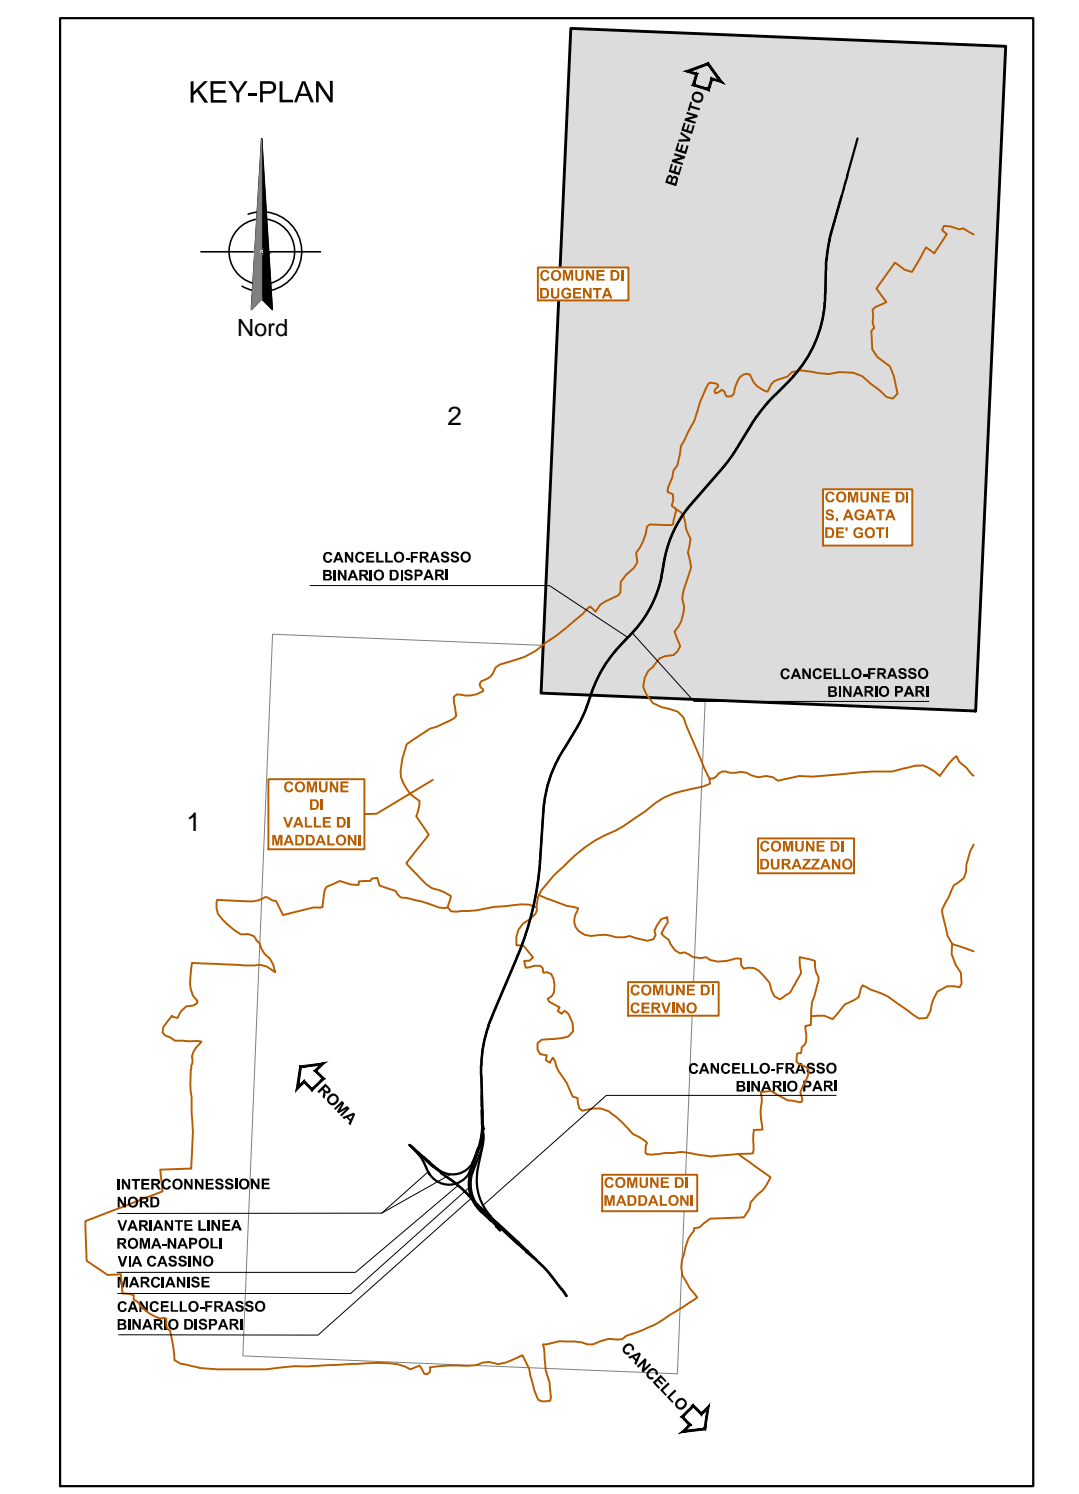 KEY-PLAN
BENEVENTO
Nord
COMUNE DI
DUGENTA
2
COMUNE DI
S. AGATA
DE' GOTI
CANCELLO-FRASSO
BINARIO DISPARI
CANCELLO-FRASSO
BINARIO PARI
COMUNE
DI
VALLE DI
MADDALONI
1
COMUNE DI
DURAZZANO
COMUNE DI
CERVINO
CANCELLO-FRASSO
BINARIO PARI
ROMA
INTERCONNESSIONE
NORD
COMUNE DI
MADDALONI
VARIANTE LINEA
ROMA-NAPOLI
VIA CASSINO
MARCIANISE
CANCELLO-FRASSO
BINARIO DISPARI
CANCELLO